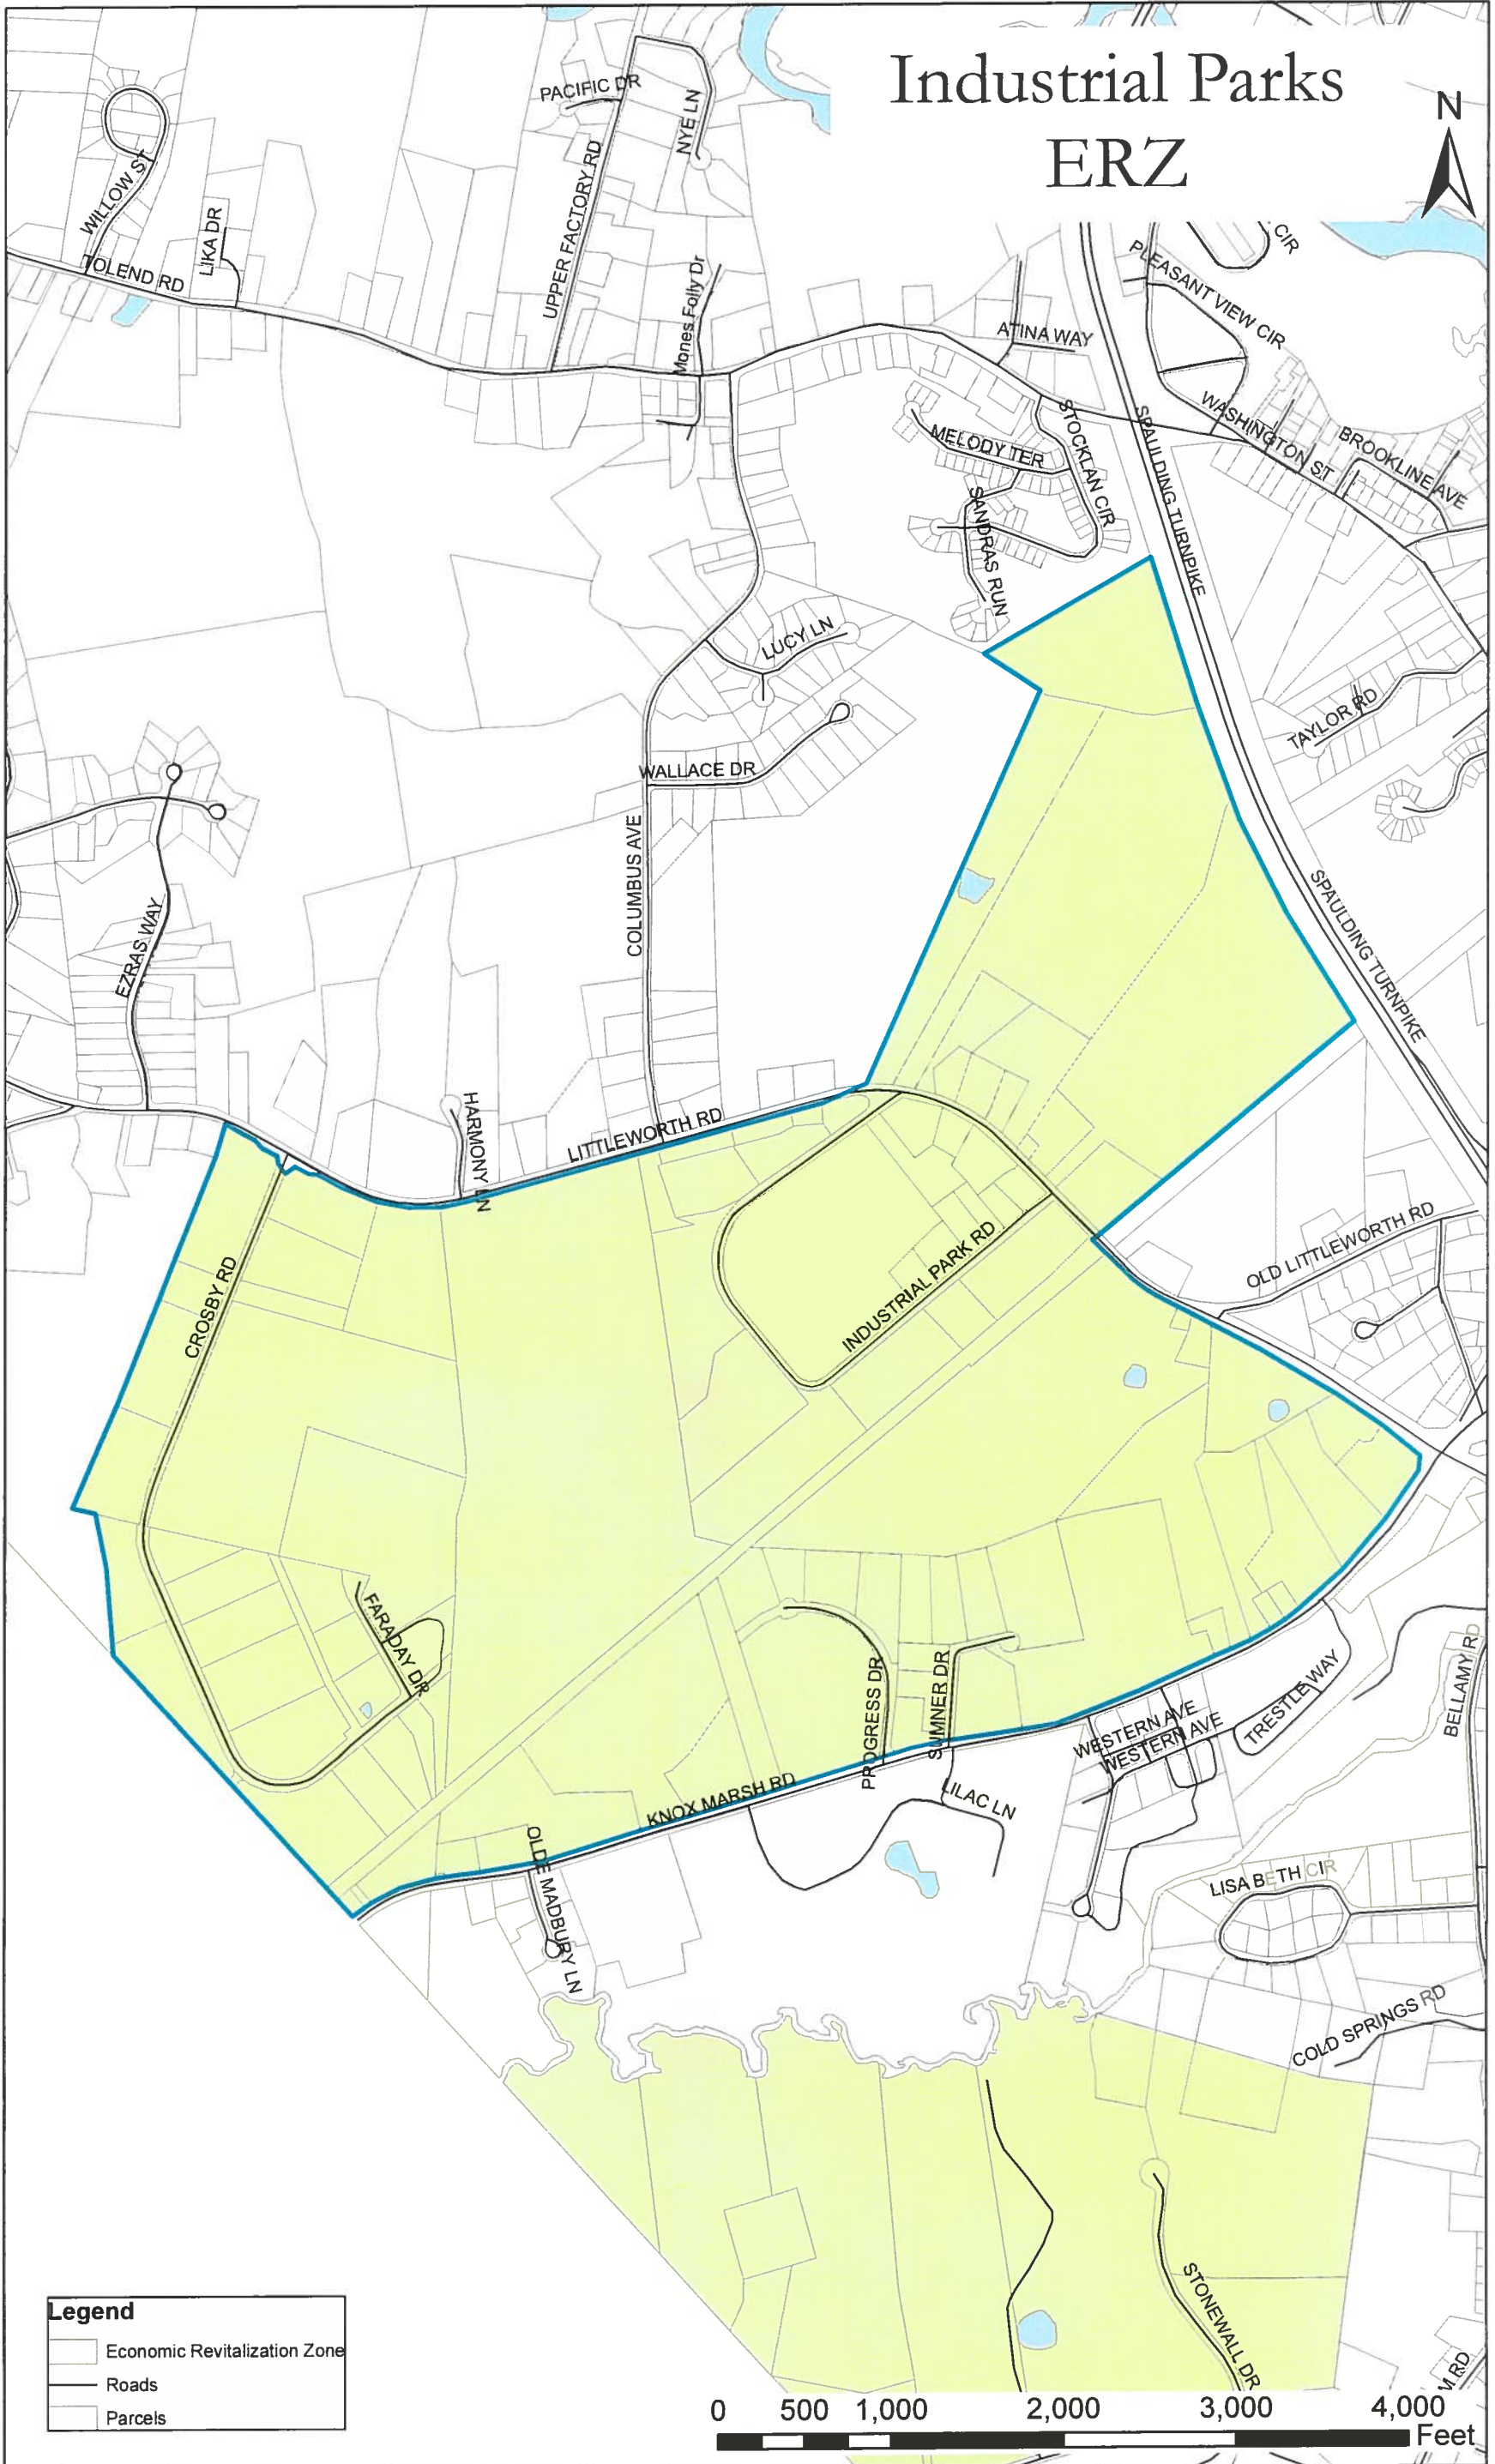 Industrial Parks
ERZ
N
PACIFIC DR
NYE LN
WILLOW ST
UPPER FACTORY RD
LIKA DR
TOLEND RD
Mones Folly Dr
CIR
PLEASANT VIEW CIR
ATINA WAY
STOCKLAN CIR
SPAULDING TURNPIKE
WASHINGTON ST
BROOKLINE AVE
MELODY TER
SANDRAS RUN
LUCY LN
TAYLOR RD
WALLACE DR
COLUMBUS AVE
SPAULDING TURNPIKE
EZRAS WAY
HARMONY LN
LITTLEWORTH RD
OLD LITTLEWORTH RD
CROSBY RD
INDUSTRIAL PARK RD
FARADAY DR
PROGRESS DR
SUMNER DR
WESTERN AVE
WESTERN AVE
TRESTLE WAY
BELLAMY RD
KNOX MARSH RD
LILAC LN
OLDE MADBURY LN
LISA BETH CIR
COLD SPRINGS RD
STONEWALL DR
M RD
Legend
Economic Revitalization Zone
Roads
Parcels
0 500 1,000 2,000 3,000 4,000
Feet